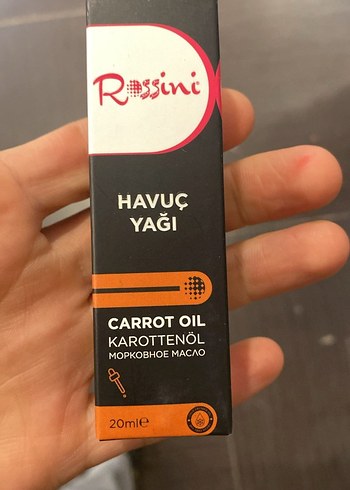 Rossini
HAVUÇ
YAĞI
CARROT OIL
KAROTTENÖL
МОРКОВНОЕ МАСЛО
20ml℮